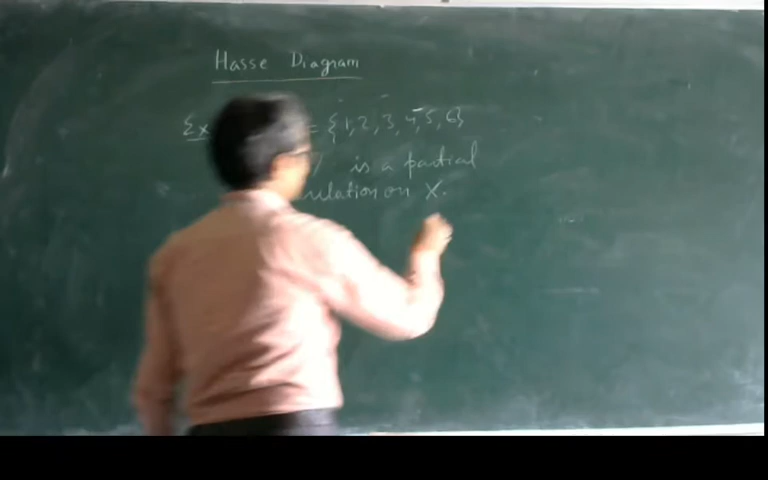 Hasse Diagram
Ex = {1, 2, 3, 4, 5, 6}
is a partial
relation on X.